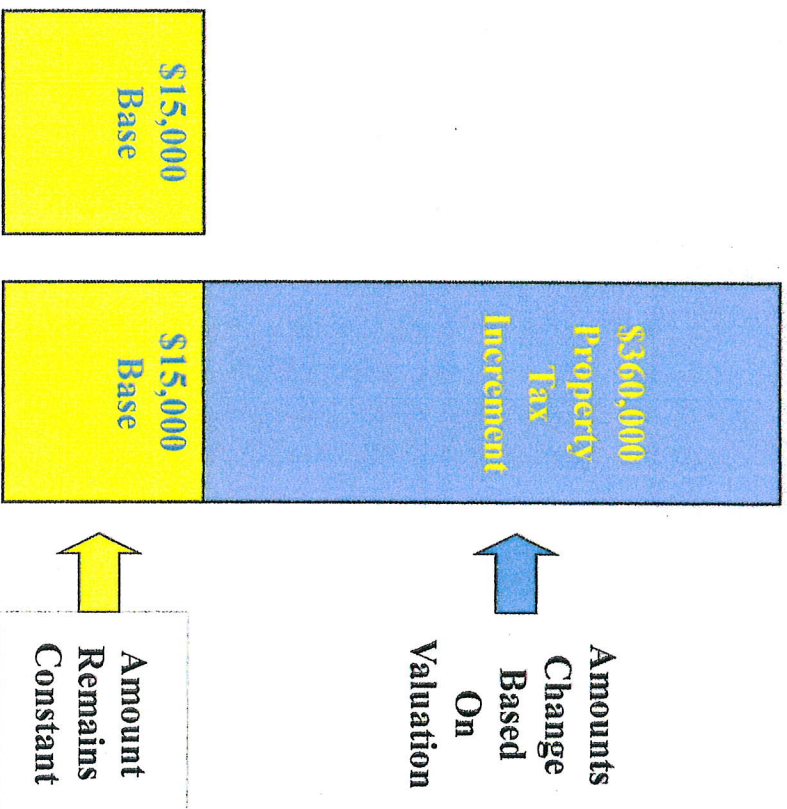 $360,000
Property
Tax
Increment
Amounts
Change
Based
On
Valuation
$15,000
Base
$15,000
Base
Amount
Remains
Constant